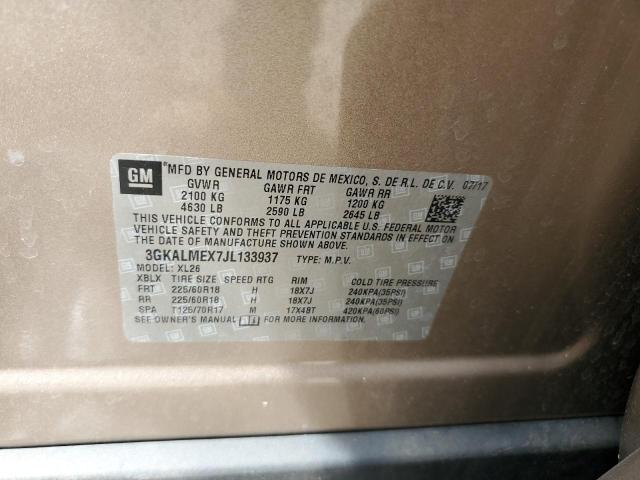 GM
MFD BY GENERAL MOTORS DE MEXICO, S. DE R.L. DE C.V. 07/17
GVWR GAWR FRT GAWR RR
2100 KG 1175 KG 1200 KG
4630 LB 2590 LB 2645 LB
THIS VEHICLE CONFORMS TO ALL APPLICABLE U.S. FEDERAL MOTOR
VEHICLE SAFETY AND THEFT PREVENTION STANDARDS IN EFFECT ON
THE DATE OF MANUFACTURE SHOWN ABOVE.
3GKALMEX7JL133937 TYPE: M.P.V.
MODEL: XL26
XBLX TIRE SIZE SPEED RTG RIM COLD TIRE PRESSURE
FRT 225/60R18 H 18X7J 240KPA(35PSI)
RR 225/60R18 H 18X7J 240KPA(35PSI)
SPA T125/70R17 M 17X4BT 420KPA(60PSI)
SEE OWNER'S MANUAL FOR MORE INFORMATION.